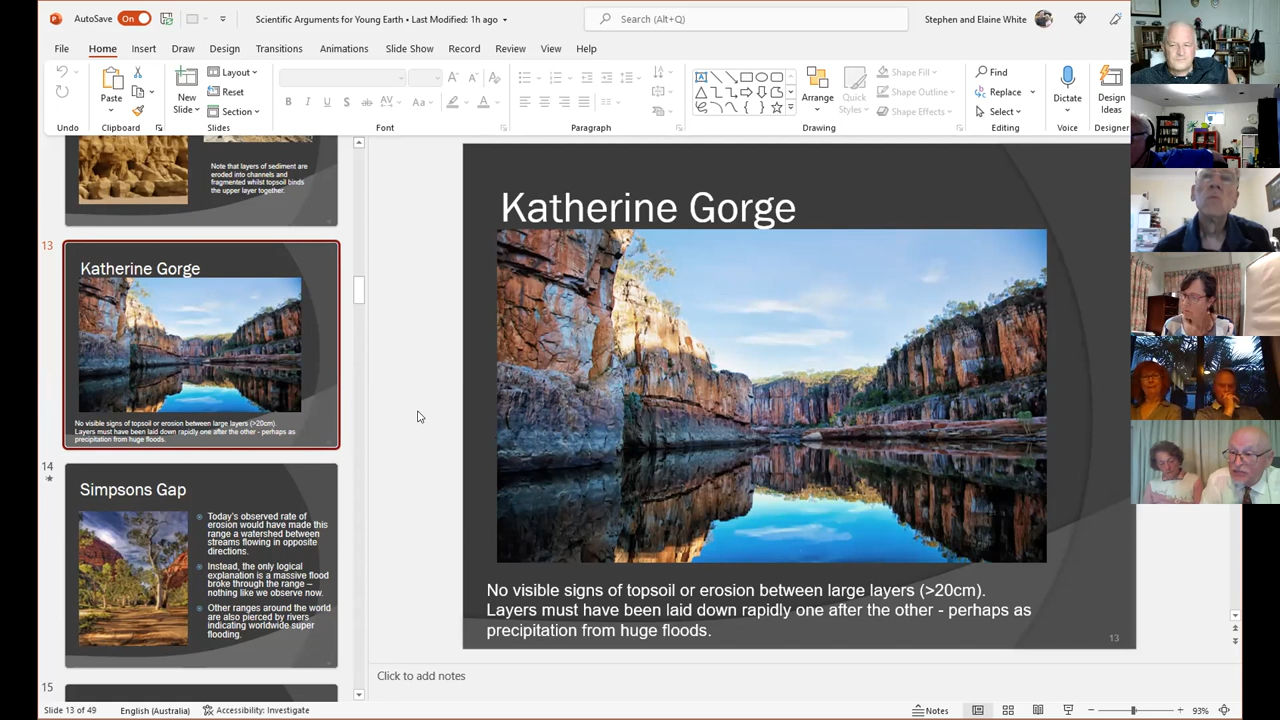 AutoSave On
Scientific Arguments for Young Earth • Last Modified: 1h ago
Search (Alt+Q)
Stephen and Elaine White
File Home Insert Draw Design Transitions Animations Slide Show Record Review View Help
Paste
New
Slide
Layout
Reset
Section
B I U S ab AV Aa A
Arrange
Quick
Styles
Shape Fill
Shape Outline
Shape Effects
Find
Replace
Select
Dictate
Design
Ideas
Undo Clipboard Slides Font Paragraph Drawing Editing Voice Designer
Note that layers of sediment are
eroded into channels and
fragmented whilst topsoil binds
the upper layer together.
13
Katherine Gorge
No visible signs of topsoil or erosion between large layers (>20cm).
Layers must have been laid down rapidly one after the other - perhaps as
precipitation from huge floods.
14
Simpsons Gap
Today's observed rate of
erosion would have made this
range a watershed between
streams flowing in opposite
directions.
Instead, the only logical
explanation is a massive flood
broke through the range –
nothing like we observe now.
Other ranges around the world
are also pierced by rivers
indicating worldwide super
flooding.
15
Katherine Gorge
No visible signs of topsoil or erosion between large layers (>20cm).
Layers must have been laid down rapidly one after the other - perhaps as
precipitation from huge floods.
13
Click to add notes
Slide 13 of 49 English (Australia) Accessibility: Investigate Notes 93%